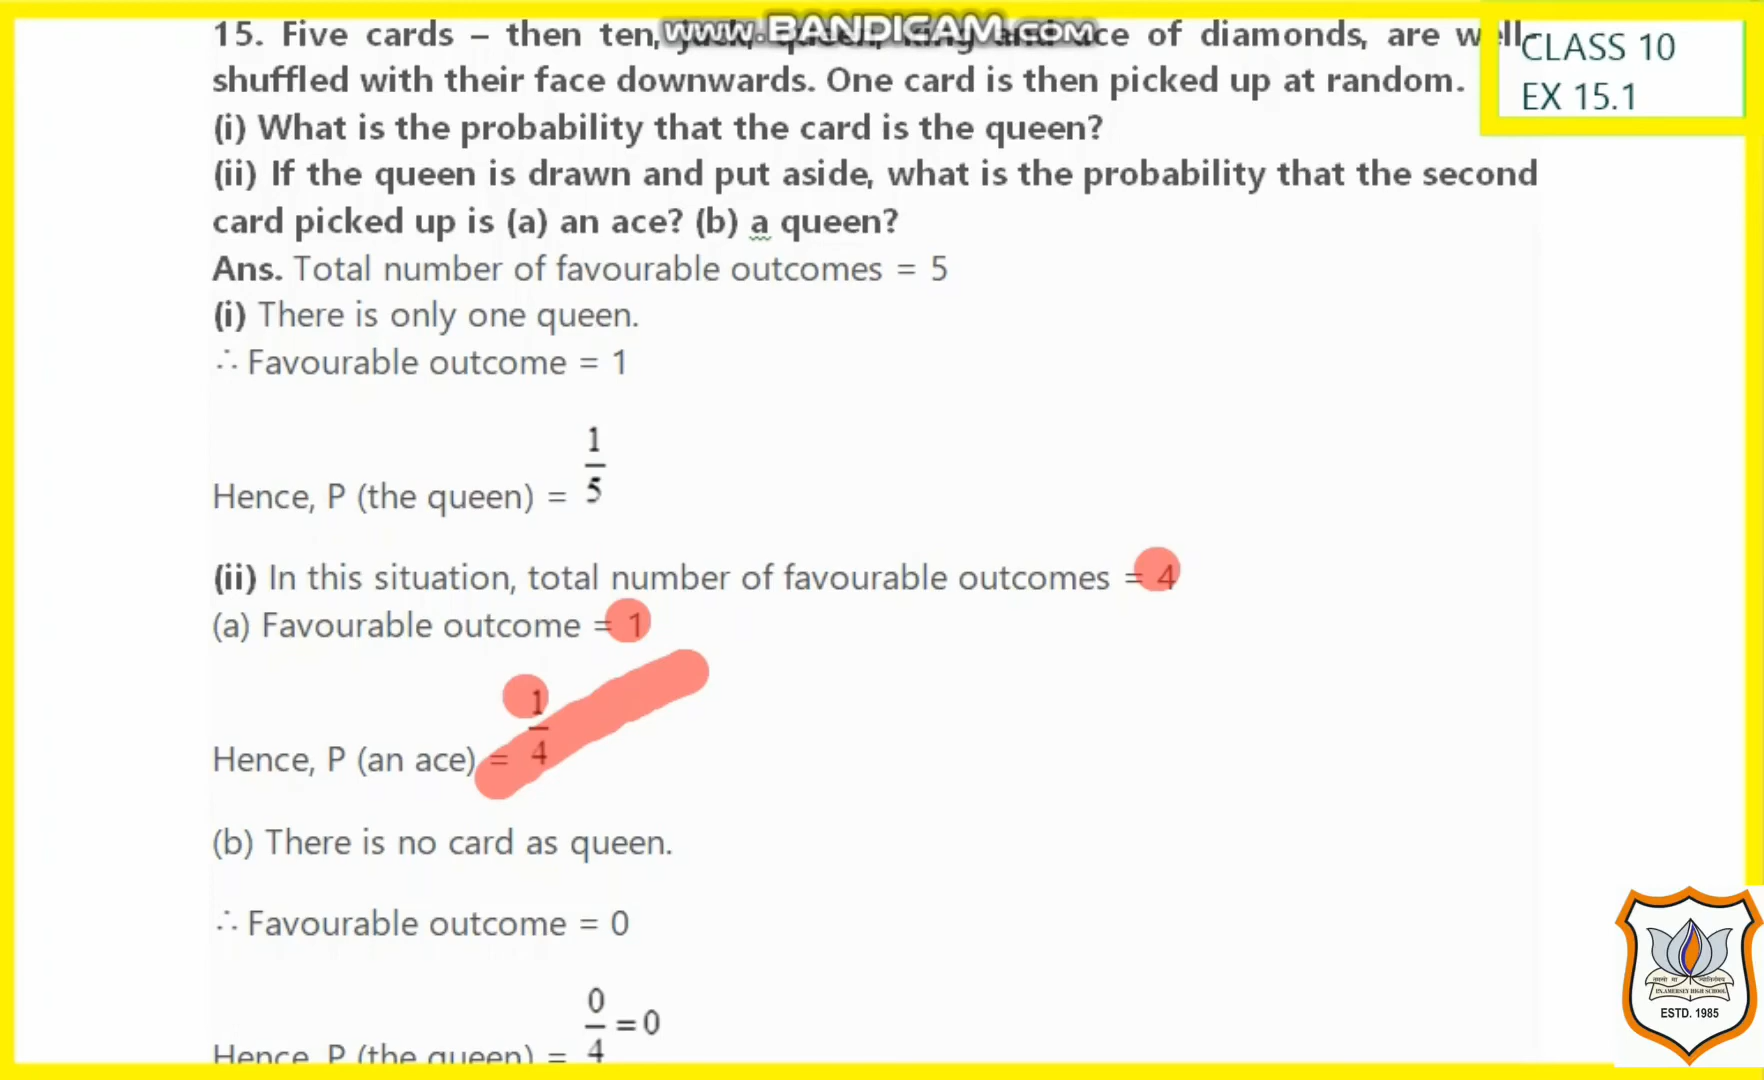 www.BANDICAM.com
15. Five cards – then ten, jack, queen, king and ace of diamonds, are well-
shuffled with their face downwards. One card is then picked up at random.
(i) What is the probability that the card is the queen?
(ii) If the queen is drawn and put aside, what is the probability that the second
card picked up is (a) an ace? (b) a queen?
CLASS 10
EX 15.1
Ans. Total number of favourable outcomes = 5
(i) There is only one queen.
∴ Favourable outcome = 1
Hence, P (the queen) = 1/5
(ii) In this situation, total number of favourable outcomes = 4
(a) Favourable outcome = 1
Hence, P (an ace) = 1/4
(b) There is no card as queen.
∴ Favourable outcome = 0
Hence, P (the queen) = 0/4 = 0
ESTD. 1985